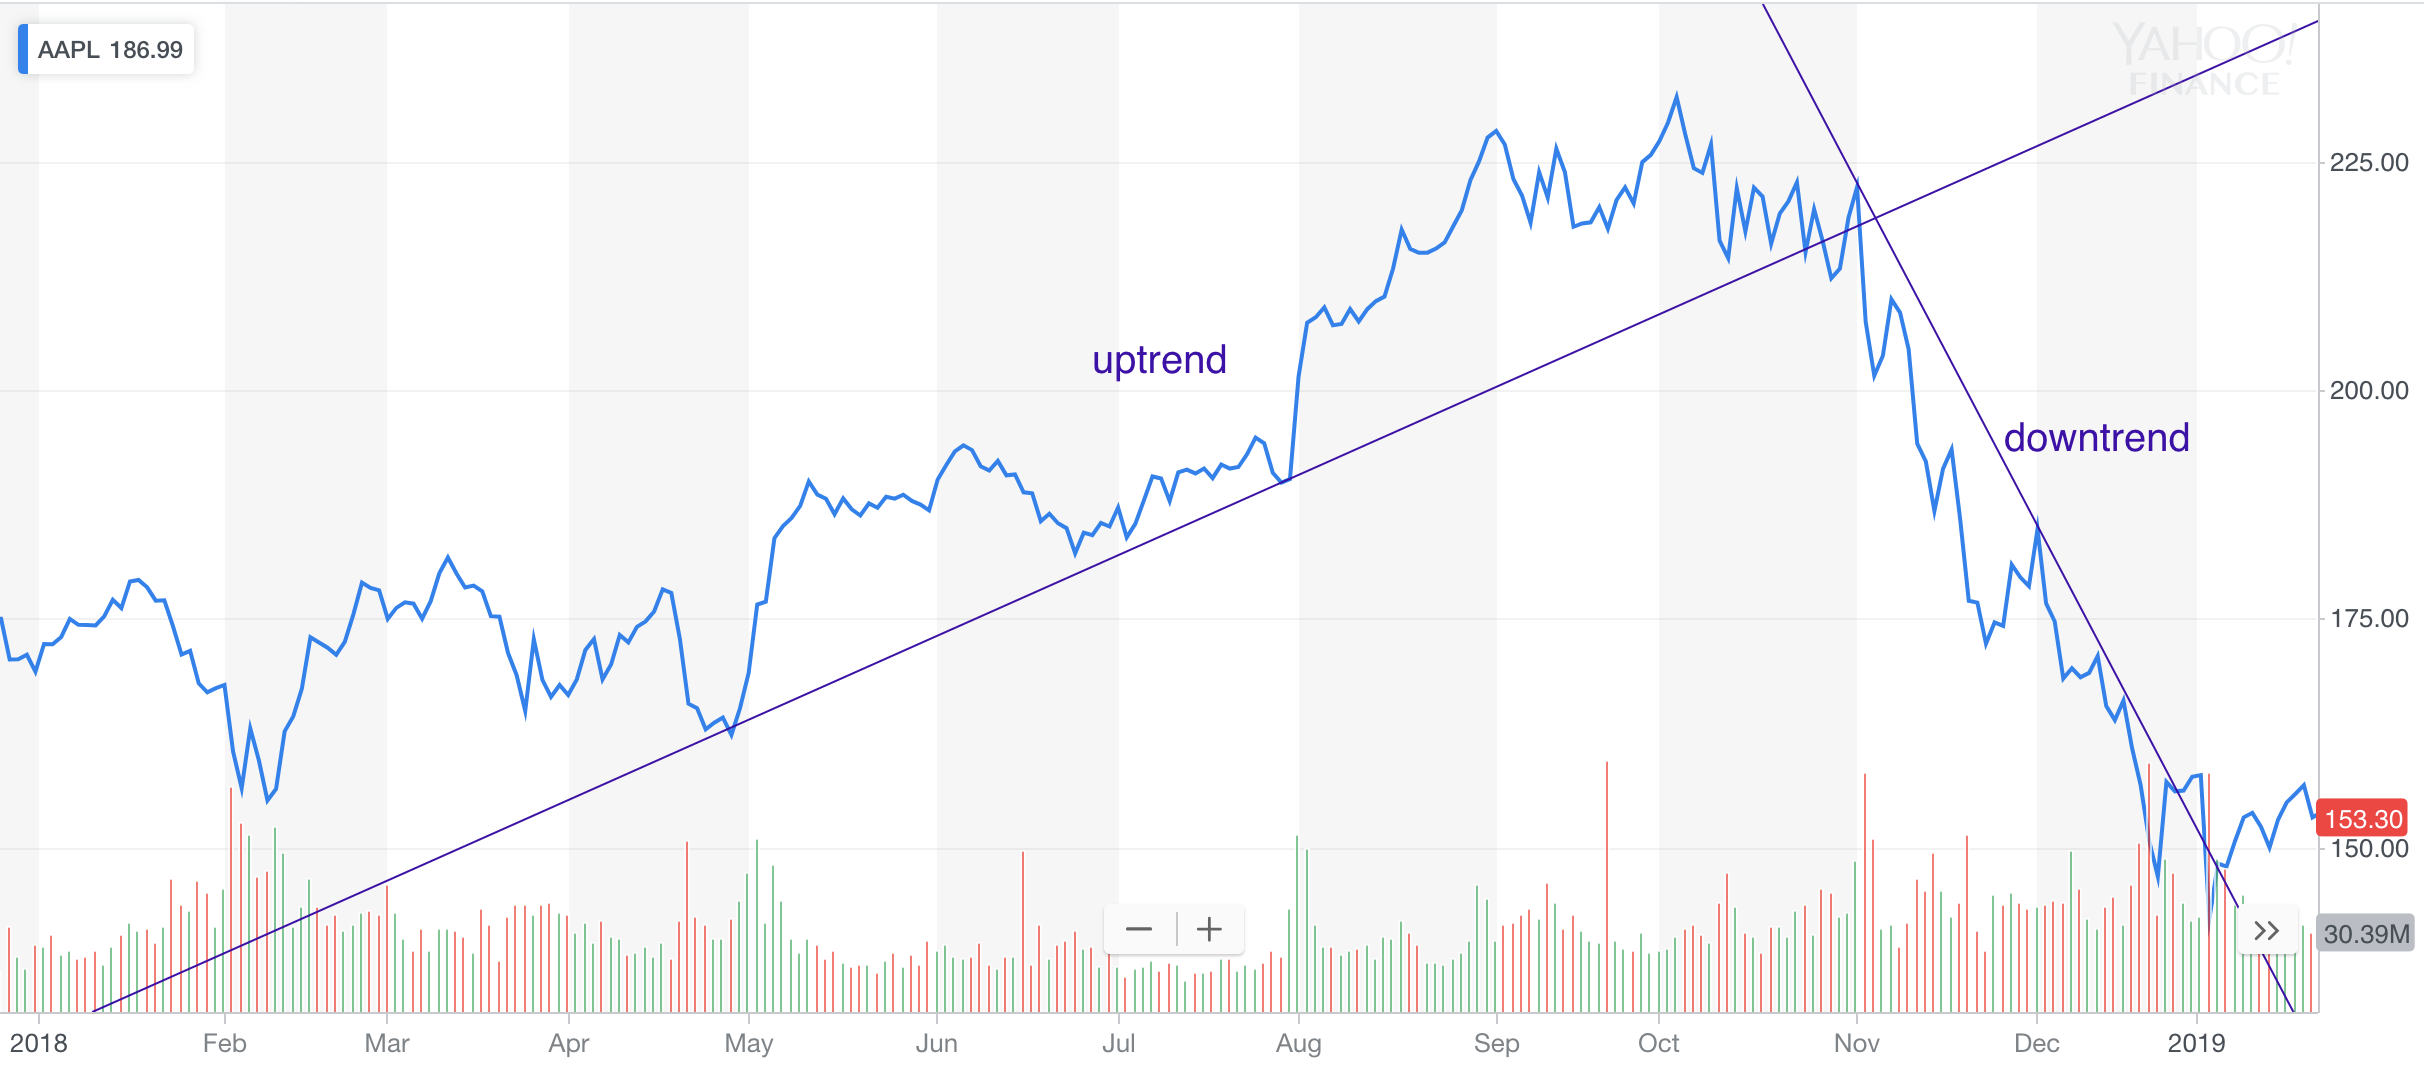 AAPL 186.99
YAHOO!
FINANCE
225.00
uptrend
200.00
downtrend
175.00
153.30
150.00
30.39M
2018 Feb Mar Apr May Jun Jul Aug Sep Oct Nov Dec 2019